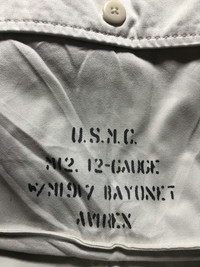 U.S.M.C.
M12. 12-GAUGE
W/M1917 BAYONET
AVIREX